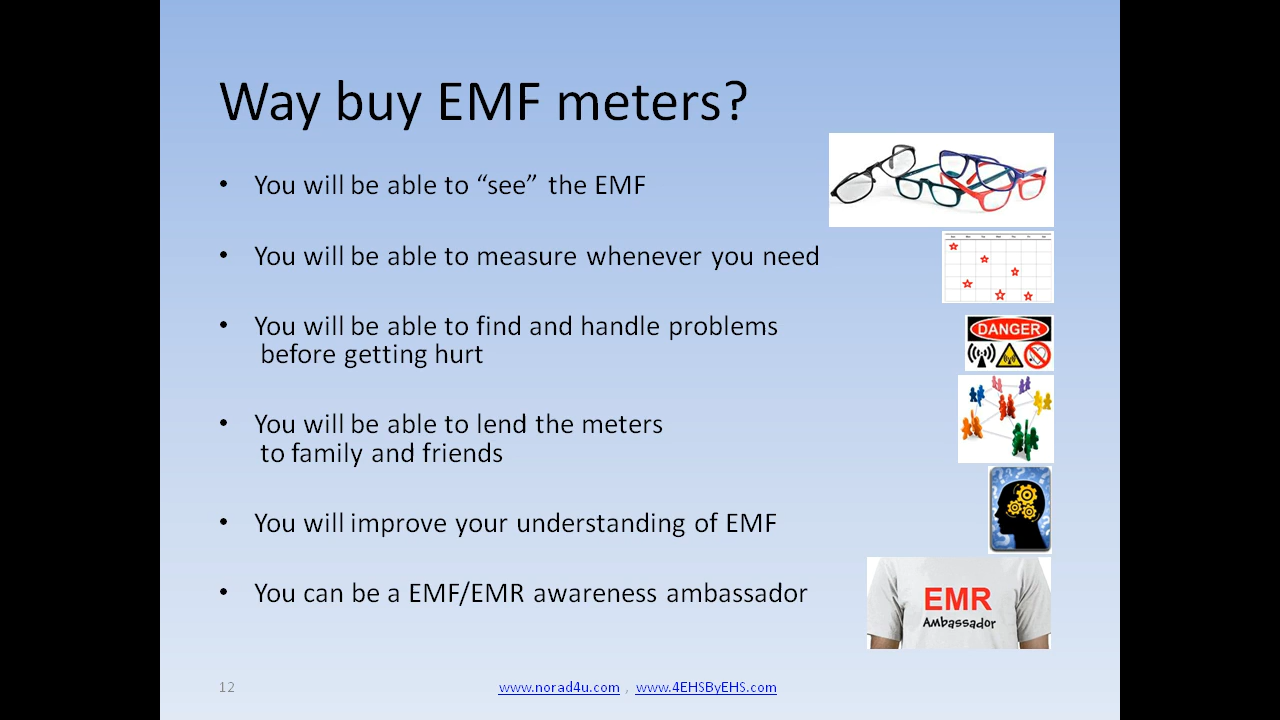 Way buy EMF meters?
• You will be able to “see” the EMF
• You will be able to measure whenever you need
• You will be able to find and handle problems
before getting hurt
DANGER
• You will be able to lend the meters
to family and friends
• You will improve your understanding of EMF
• You can be a EMF/EMR awareness ambassador
EMR
Ambassador
12
www.norad4u.com , www.4EHSByEHS.com